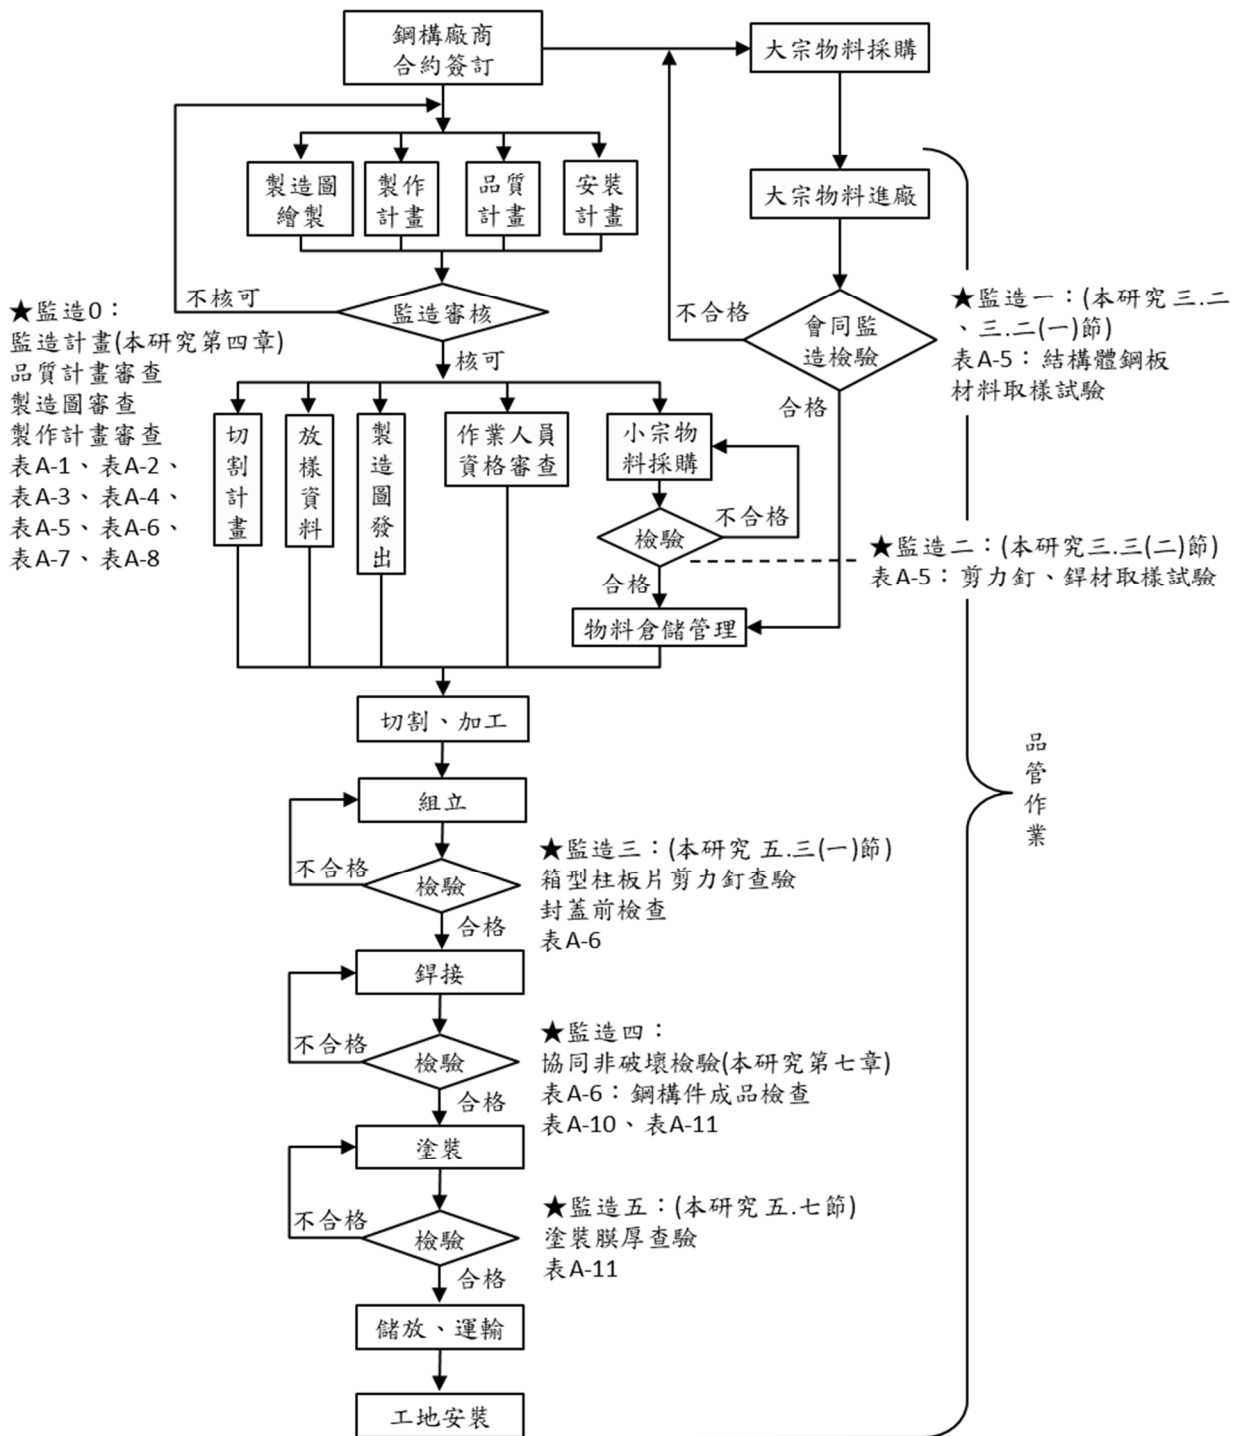 鋼構廠商
合約簽訂
大宗物料採購
製造圖
繪製
製作
計畫
品質
計畫
安裝
計畫
大宗物料進廠
不核可
監造審核
核可
★監造0：
監造計畫(本研究第四章)
品質計畫審查
製造圖審查
製作計畫審查
表A-1、表A-2、
表A-3、表A-4、
表A-5、表A-6、
表A-7、表A-8
不合格
會同監
造檢驗
合格
★監造一：(本研究 三.二
、三.二(一)節)
表A-5：結構體鋼板
材料取樣試驗
切割計畫
放樣資料
製造圖發出
作業人員
資格審查
小宗物
料採購
不合格
檢驗
合格
★監造二：(本研究三.三(二)節)
表A-5：剪力釘、銲材取樣試驗
物料倉儲管理
切割、加工
品管作業
組立
不合格
檢驗
合格
★監造三：(本研究 五.三(一)節)
箱型柱板片剪力釘查驗
封蓋前檢查
表A-6
銲接
不合格
檢驗
合格
★監造四：
協同非破壞檢驗(本研究第七章)
表A-6：鋼構件成品檢查
表A-10、表A-11
塗裝
不合格
檢驗
合格
★監造五：(本研究 五.七節)
塗裝膜厚查驗
表A-11
儲放、運輸
工地安裝